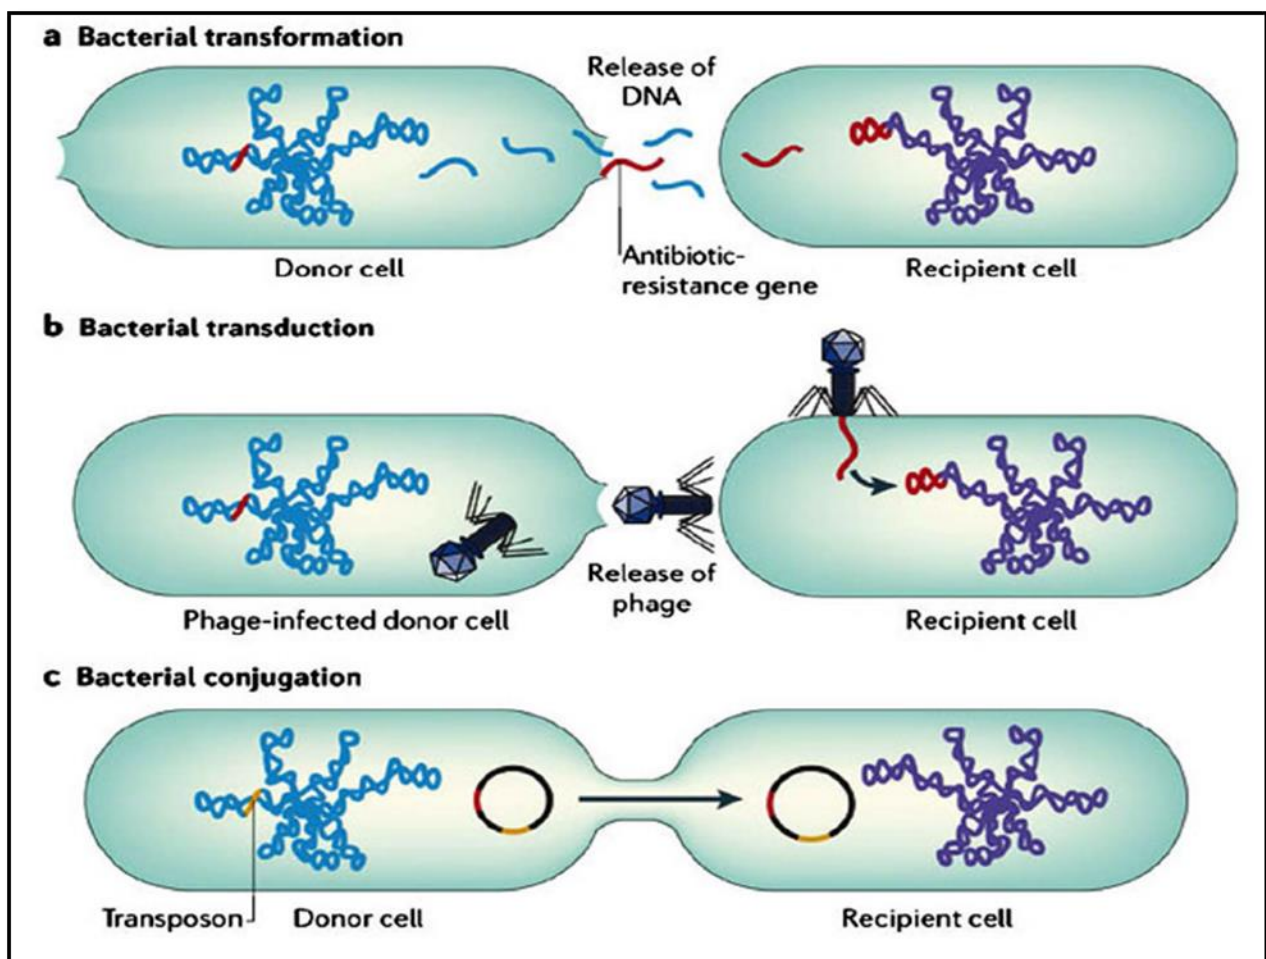 a Bacterial transformation
Release of
DNA
Donor cell
Antibiotic-
resistance gene
Recipient cell
b Bacterial transduction
Phage-infected donor cell
Release of
phage
Recipient cell
c Bacterial conjugation
Transposon
Donor cell
Recipient cell